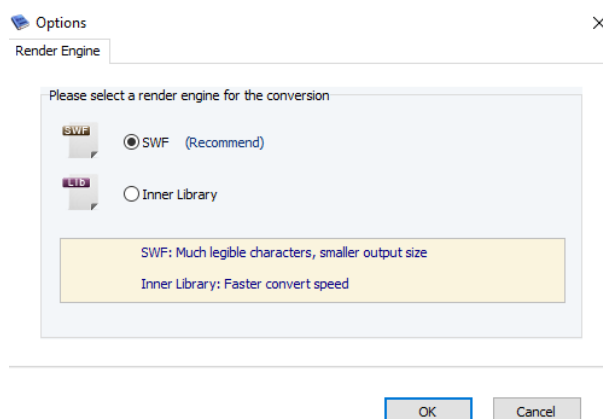 Options
Render Engine
Please select a render engine for the conversion
SWF
SWF (Recommend)
Lib
Inner Library
SWF: Much legible characters, smaller output size
Inner Library: Faster convert speed
OK Cancel